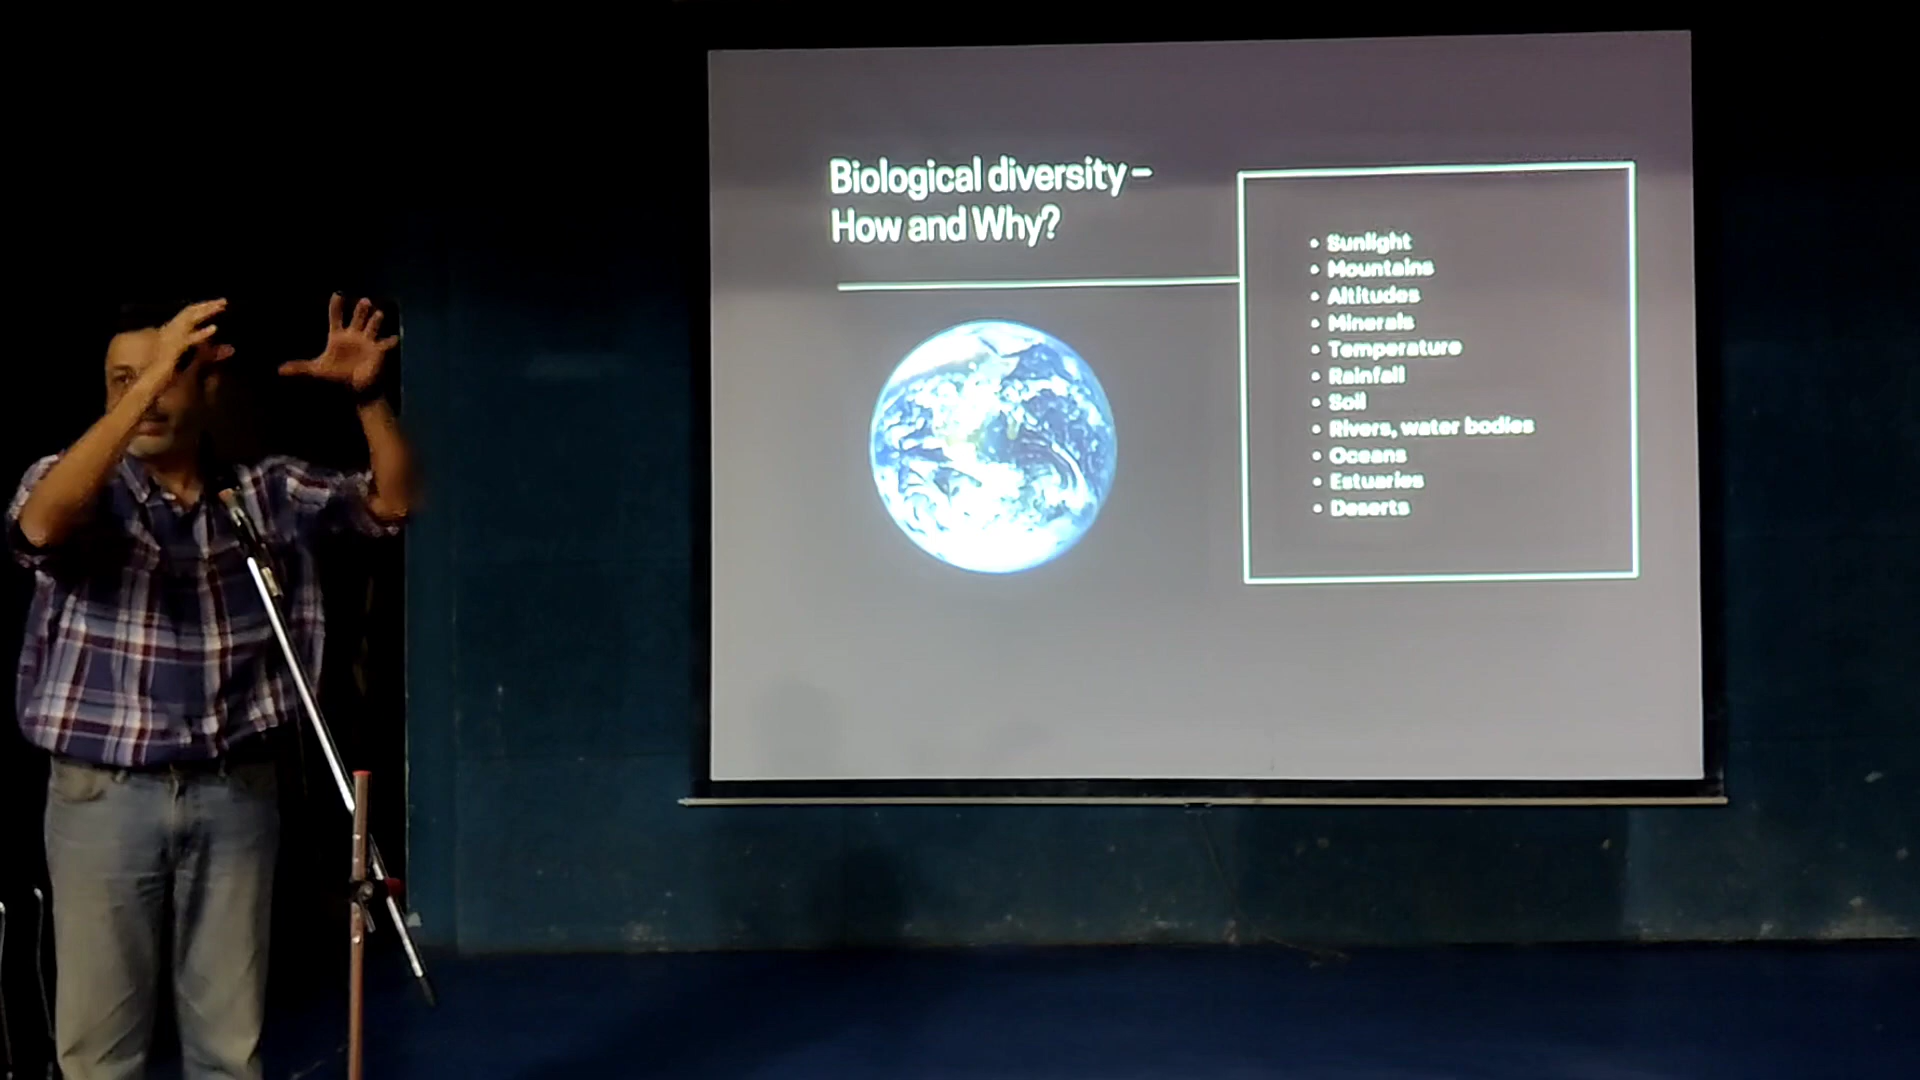 Biological diversity –
How and Why?
• Sunlight
• Mountains
• Altitudes
• Minerals
• Temperature
• Rainfall
• Soil
• Rivers, water bodies
• Oceans
• Estuaries
• Deserts